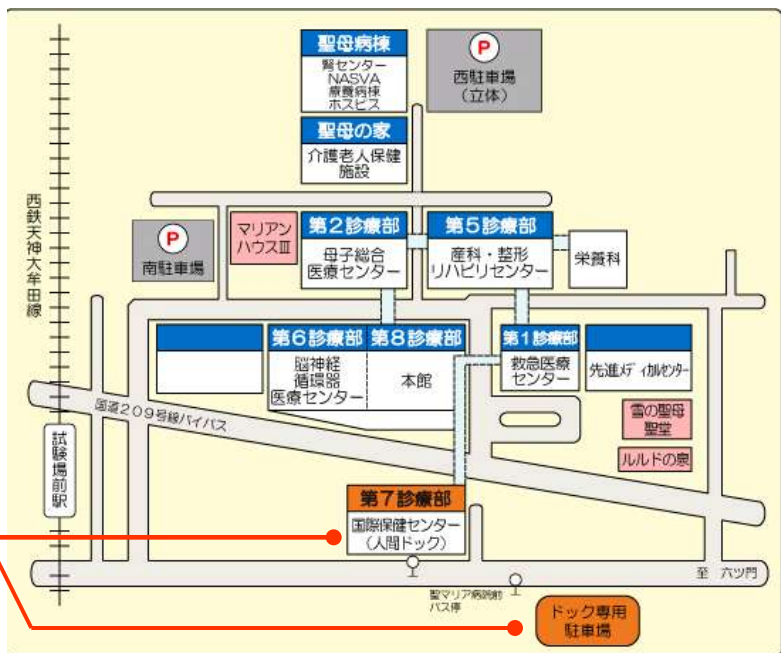 聖母病棟
腎センター
NASVA
療養病棟
ホスピス
P
西駐車場
（立体）
聖母の家
介護老人保健
施設
西鉄天神大牟田線
P
南駐車場
マリアン
ハウスⅢ
第２診療部
母子総合
医療センター
第５診療部
産科・整形
リハビリセンター
栄養科
第６診療部
脳神経
循環器
医療センター
第８診療部
本館
第１診療部
救急医療
センター
先進メディカルセンター
国道２０９号線バイパス
雪の聖母
聖堂
ルルドの泉
試験場前駅
第７診療部
国際保健センター
（人間ドック）
至 六ツ門
聖マリア病院前
バス停
ドック専用
駐車場